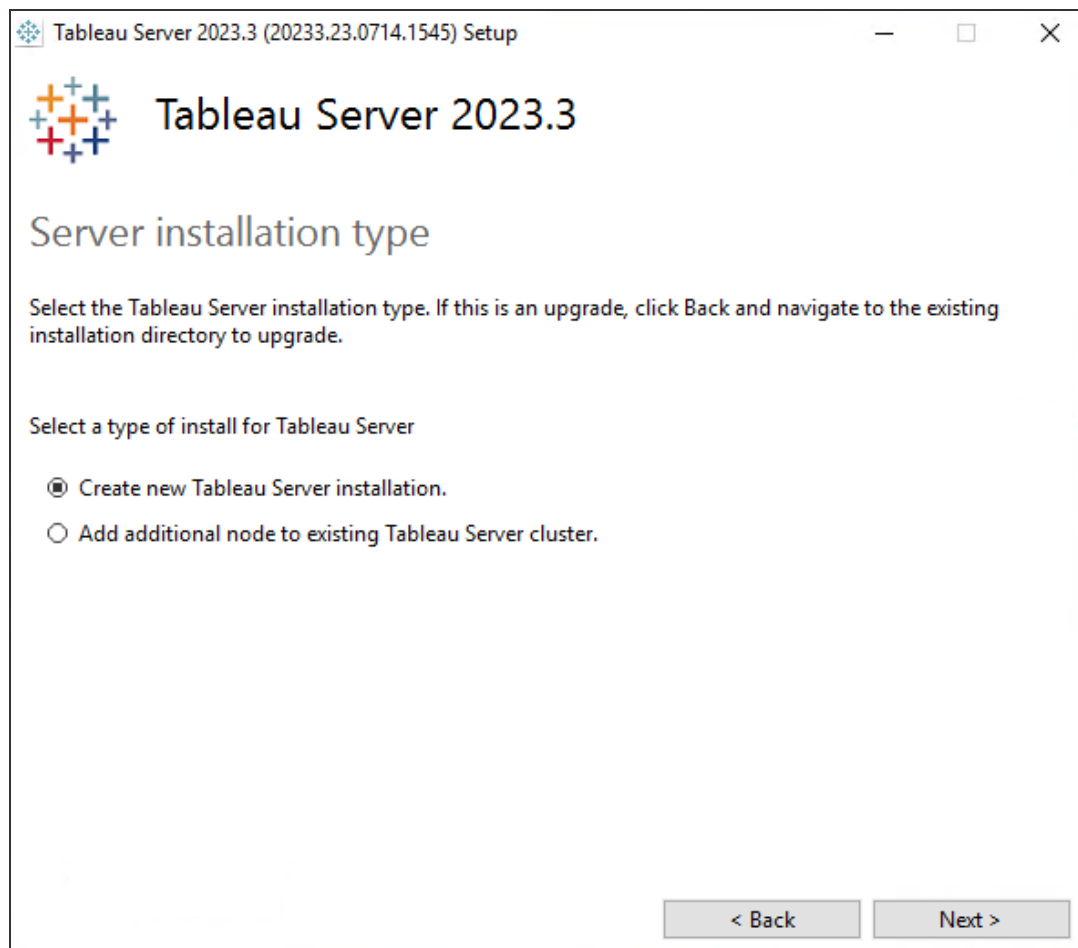 Tableau Server 2023.3 (20233.23.0714.1545) Setup
Tableau Server 2023.3
Server installation type
Select the Tableau Server installation type. If this is an upgrade, click Back and navigate to the existing
installation directory to upgrade.
Select a type of install for Tableau Server
Create new Tableau Server installation.
Add additional node to existing Tableau Server cluster.
< Back
Next >